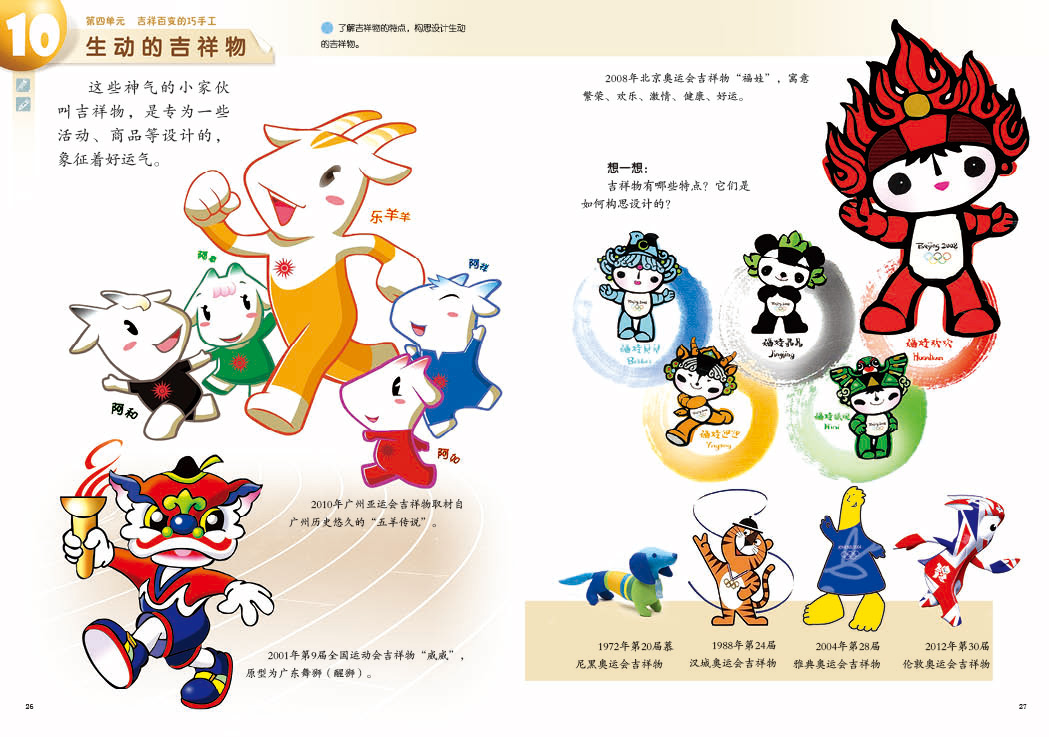 10
第四单元 吉祥百变的巧手工
生动的吉祥物
了解吉祥物的特点，构思设计生动
的吉祥物。
这些神气的小家伙
叫吉祥物，是专为一些
活动、商品等设计的，
象征着好运气。
乐羊羊
阿祥
阿和
阿如
2010年广州亚运会吉祥物取材自
广州历史悠久的“五羊传说”。
2001年第9届全国运动会吉祥物“威威”，
原型为广东舞狮（醒狮）。
26
2008年北京奥运会吉祥物“福娃”，寓意
繁荣、欢乐、激情、健康、好运。
想一想：
吉祥物有哪些特点？它们是
如何构思设计的？
Beijing 2008
福娃贝贝
Beibei
福娃晶晶
Jingjing
福娃欢欢
Huanhuan
福娃迎迎
Yingying
福娃妮妮
Nini
1972年第20届慕
尼黑奥运会吉祥物
1988年第24届
汉城奥运会吉祥物
ATHENS 2004
2004年第28届
雅典奥运会吉祥物
2012年第30届
伦敦奥运会吉祥物
27